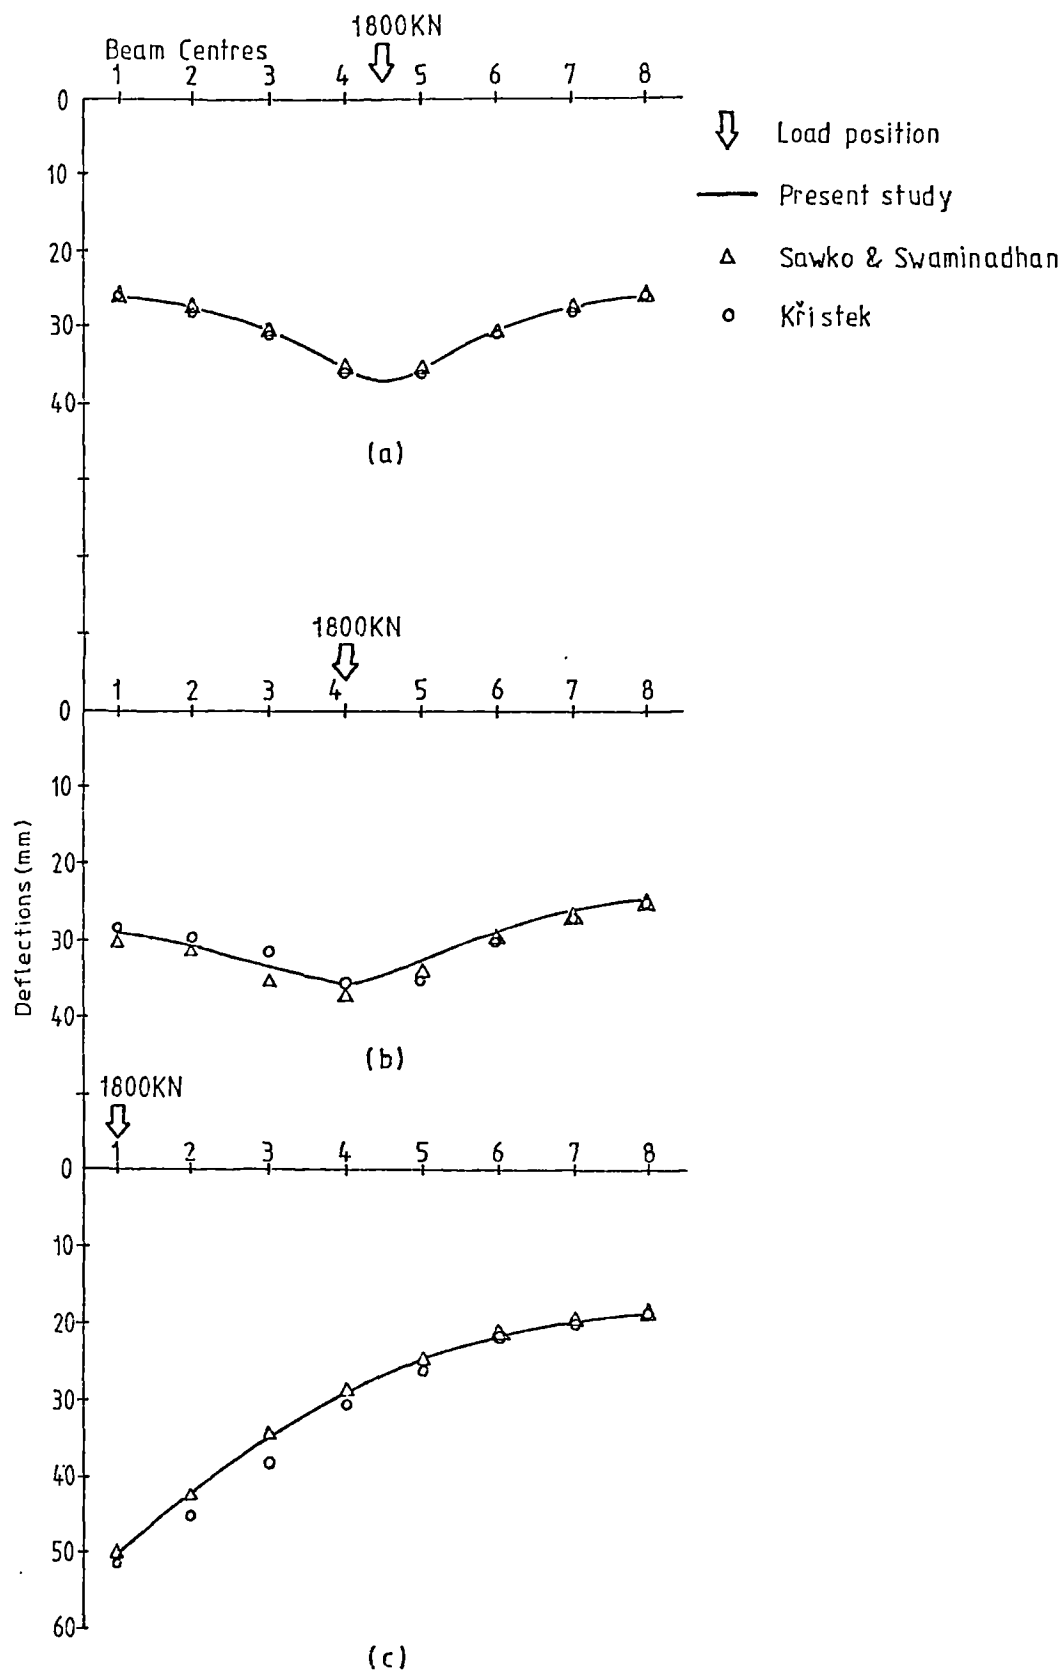 1800KN
Beam Centres
1 2 3 4 5 6 7 8
0
10
20
30
40
(a)
Load position
Present study
Sawko & Swaminadhan
Křistek
1800KN
1 2 3 4 5 6 7 8
0
10
20
30
40
Deflections (mm)
(b)
1800KN
1 2 3 4 5 6 7 8
0
10
20
30
40
50
60
(c)